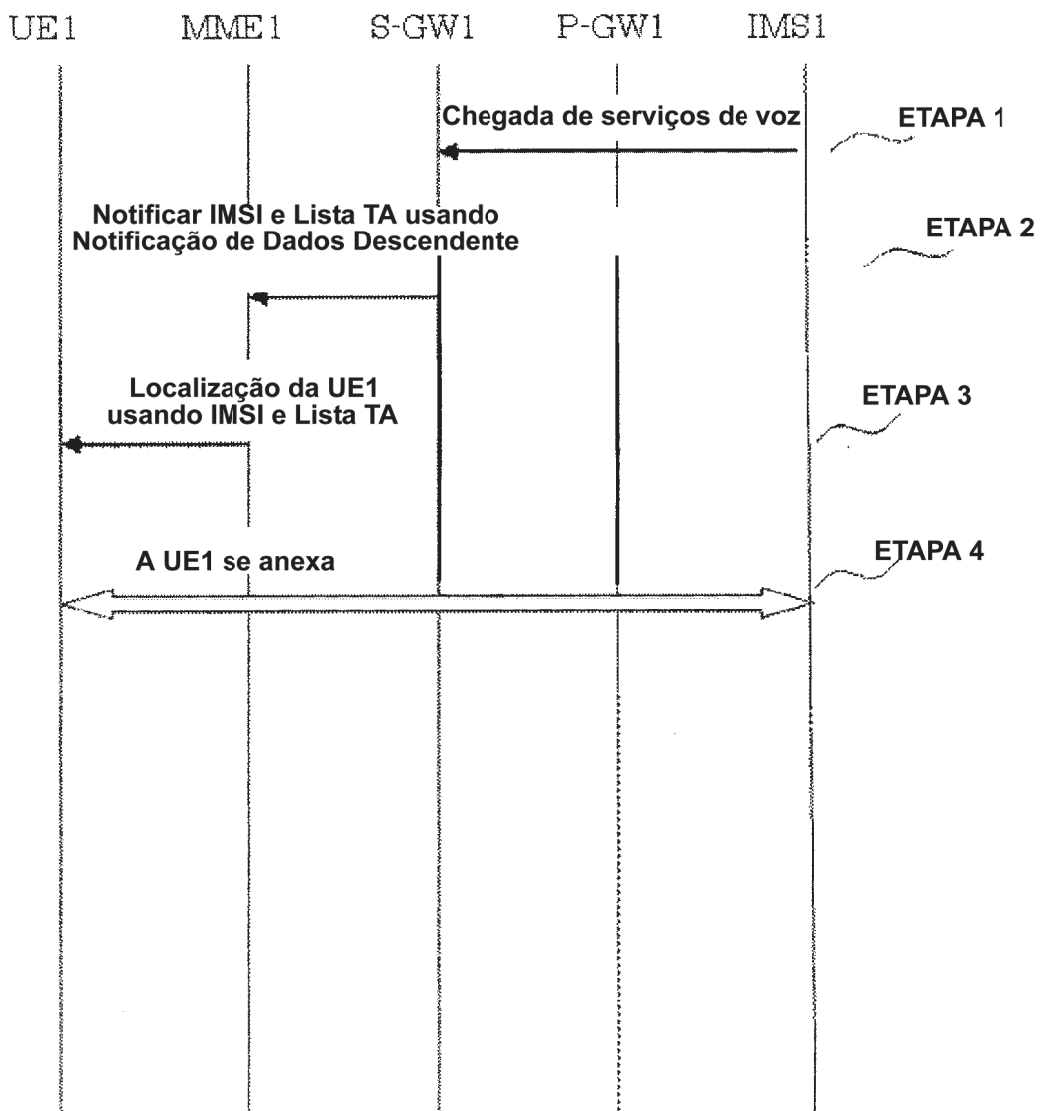 UE1 MME1 S-GW1 P-GW1 IMS1
Chegada de serviços de voz
ETAPA 1
Notificar IMSI e Lista TA usando
Notificação de Dados Descendente
ETAPA 2
Localização da UE1
usando IMSI e Lista TA
ETAPA 3
A UE1 se anexa
ETAPA 4